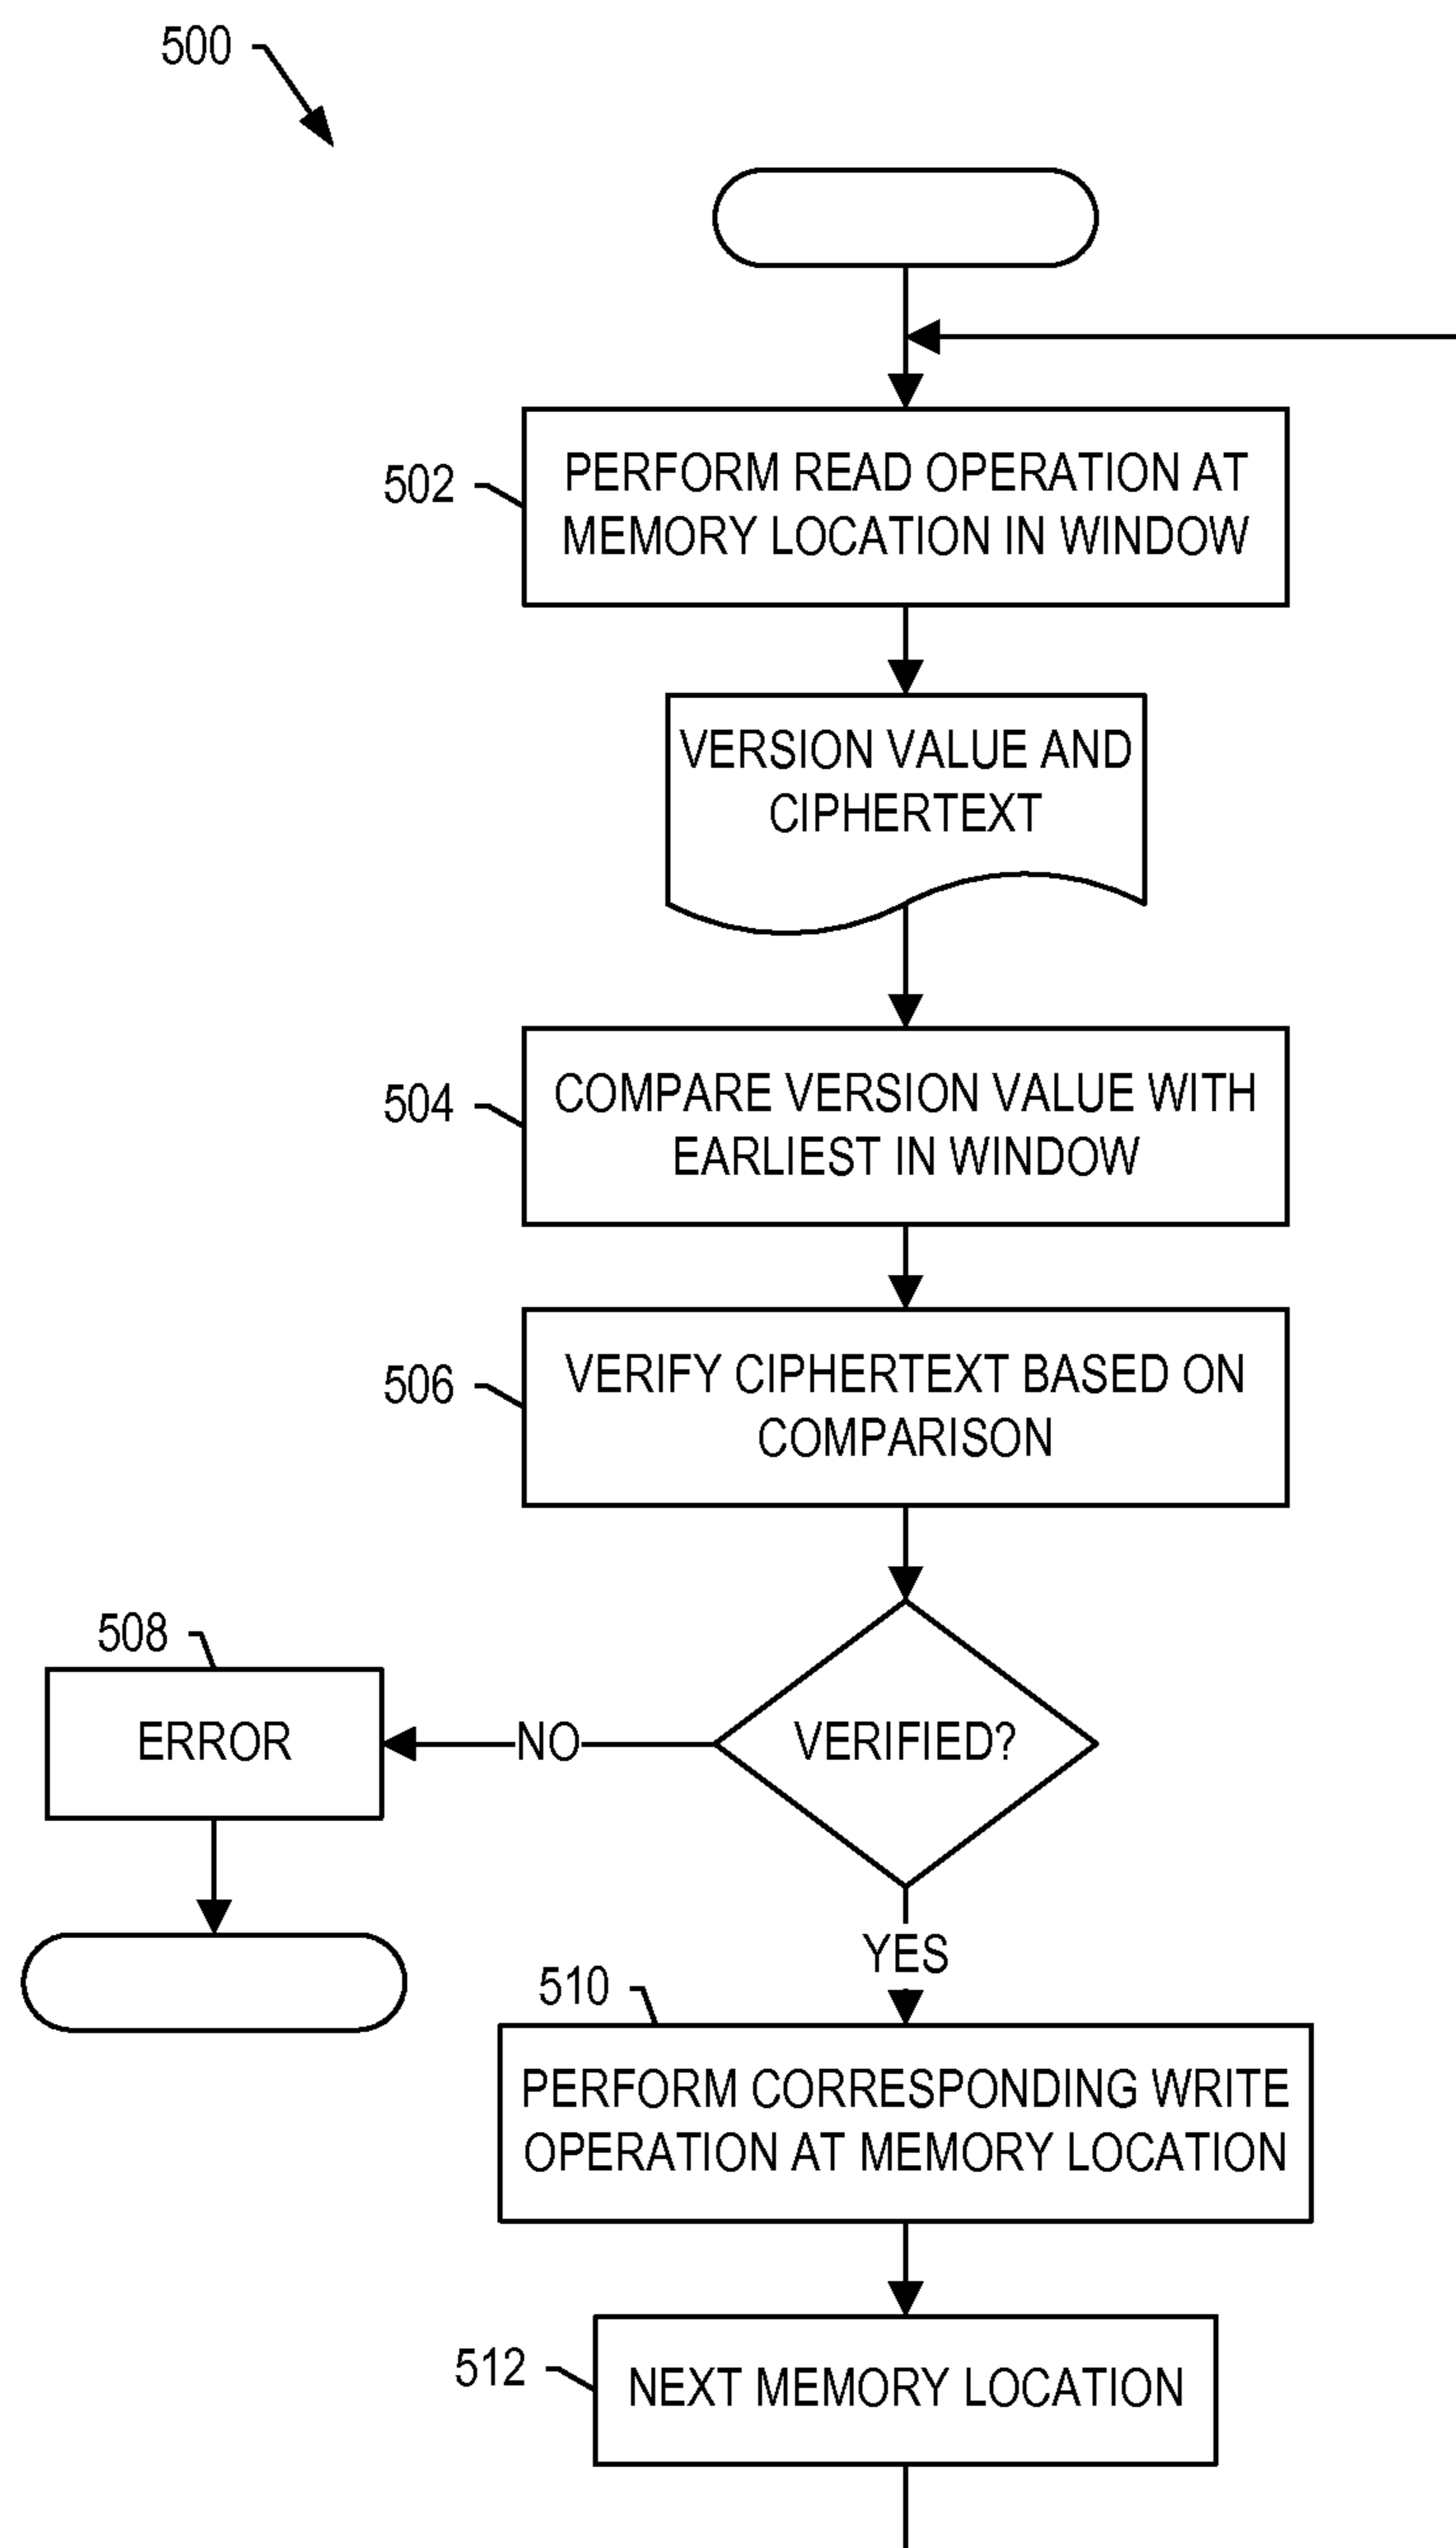 500
502
PERFORM READ OPERATION AT
MEMORY LOCATION IN WINDOW
VERSION VALUE AND
CIPHERTEXT
504
COMPARE VERSION VALUE WITH
EARLIEST IN WINDOW
506
VERIFY CIPHERTEXT BASED ON
COMPARISON
508
ERROR
NO
VERIFIED?
YES
510
PERFORM CORRESPONDING WRITE
OPERATION AT MEMORY LOCATION
512
NEXT MEMORY LOCATION